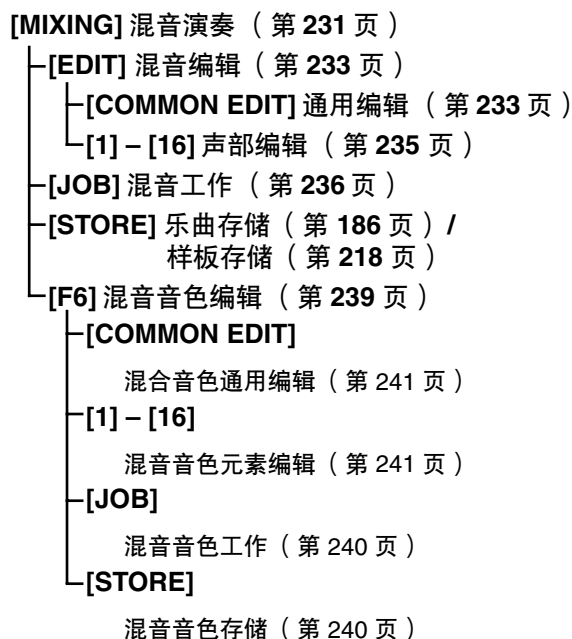 [MIXING] 混音演奏（第 231 页）
[EDIT] 混音编辑（第 233 页）
[COMMON EDIT] 通用编辑（第 233 页）
[1] – [16] 声部编辑（第 235 页）
[JOB] 混音工作（第 236 页）
[STORE] 乐曲存储（第 186 页）/
样板存储（第 218 页）
[F6] 混音音色编辑（第 239 页）
[COMMON EDIT]
混合音色通用编辑（第 241 页）
[1] – [16]
混音音色元素编辑（第 241 页）
[JOB]
混音音色工作（第 240 页）
[STORE]
混音音色存储（第 240 页）